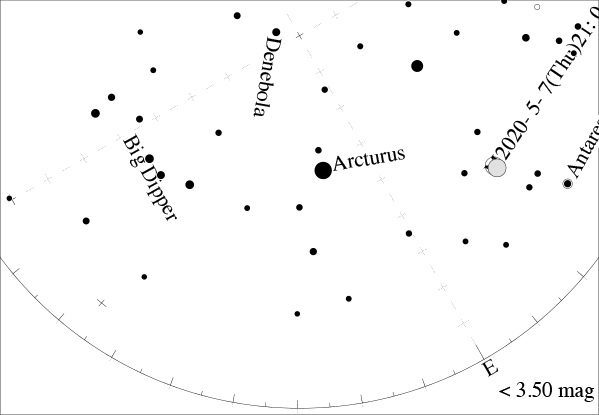 2020- 5- 7(Thu)21: 0
Denebola
Big Dipper
Arcturus
Antares
E
< 3.50 mag